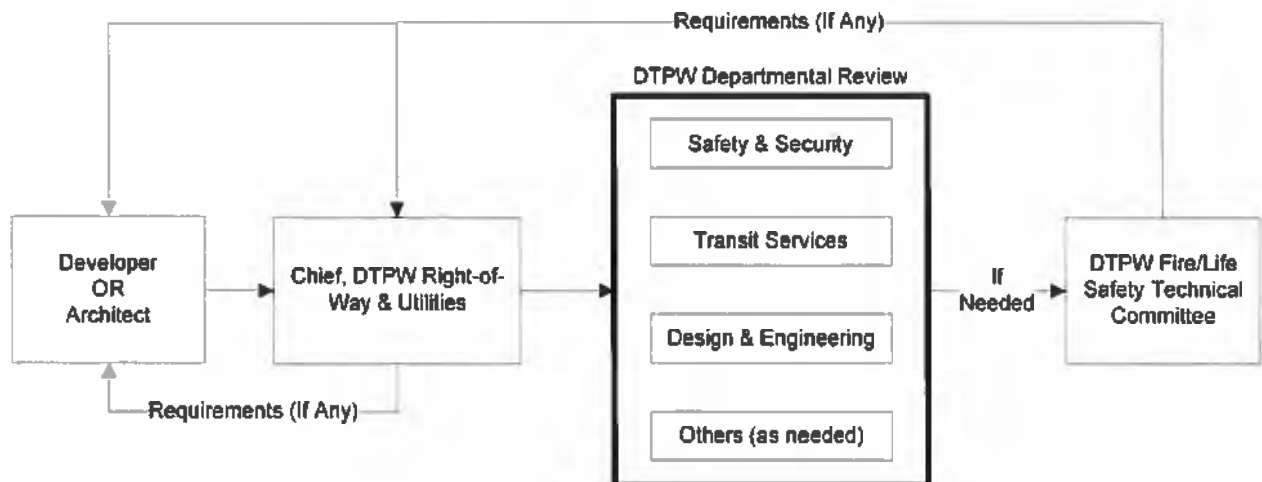 Requirements (If Any)
DTPW Departmental Review
Safety & Security
Transit Services
Design & Engineering
Others (as needed)
Developer
OR
Architect
Chief, DTPW Right-of-
Way & Utilities
If
Needed
DTPW Fire/Life
Safety Technical
Committee
Requirements (If Any)